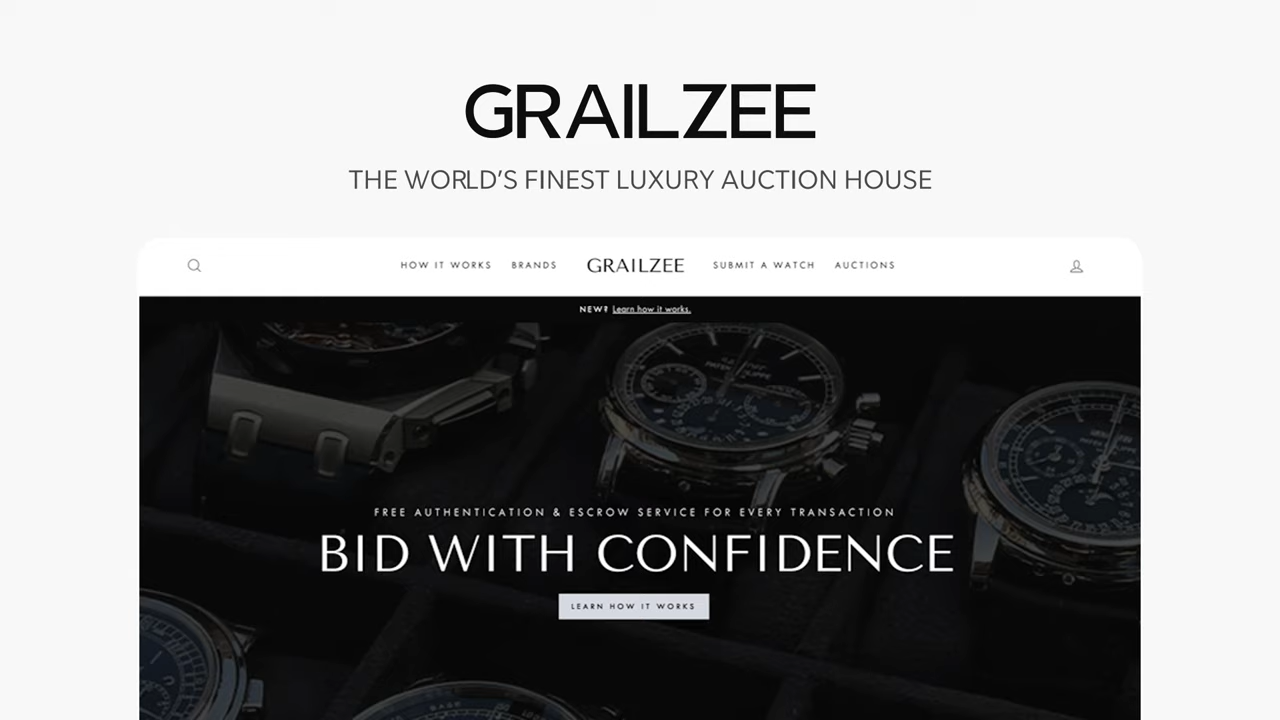 GRAILZEE
THE WORLD'S FINEST LUXURY AUCTION HOUSE
HOW IT WORKS BRANDS GRAILZEE SUBMIT A WATCH AUCTIONS
NEW? Learn how it works.
FREE AUTHENTICATION & ESCROW SERVICE FOR EVERY TRANSACTION
BID WITH CONFIDENCE
LEARN HOW IT WORKS